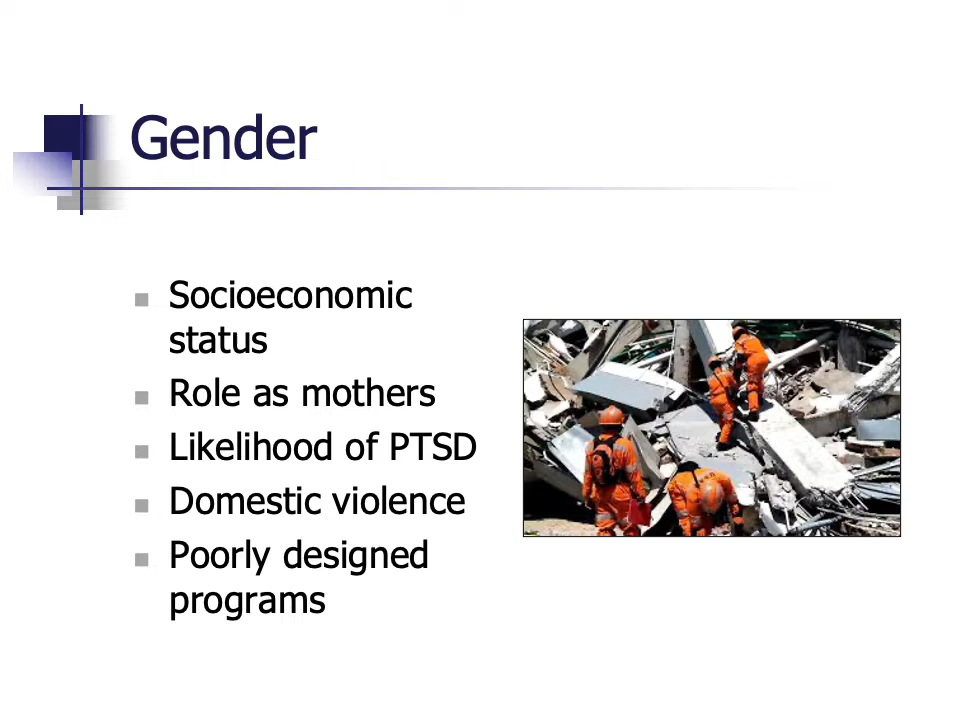 Gender
Socioeconomic
status
Role as mothers
Likelihood of PTSD
Domestic violence
Poorly designed
programs